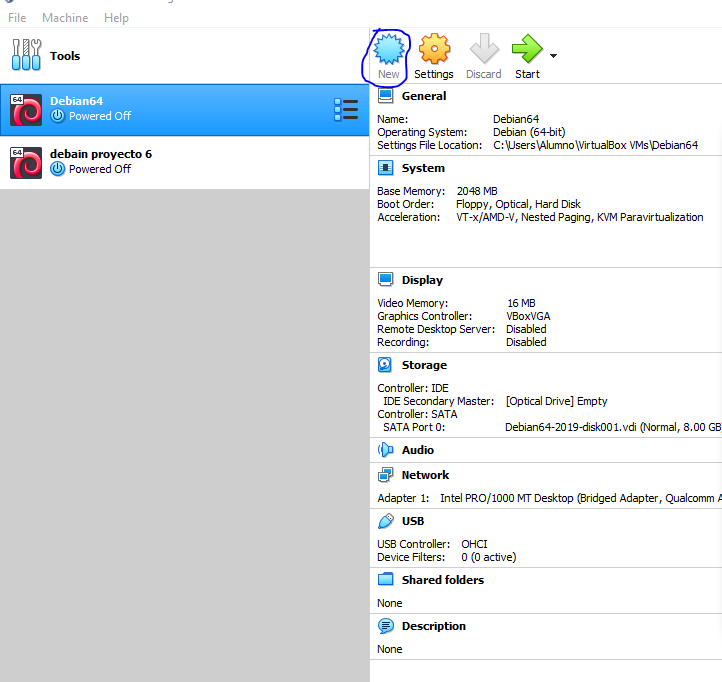 File Machine Help
Tools
New Settings Discard Start
64 Debian64
Powered Off
64 debain proyecto 6
Powered Off
General
Name: Debian64
Operating System: Debian (64-bit)
Settings File Location: C:\Users\Alumno\VirtualBox VMs\Debian64
System
Base Memory: 2048 MB
Boot Order: Floppy, Optical, Hard Disk
Acceleration: VT-x/AMD-V, Nested Paging, KVM Paravirtualization
Display
Video Memory: 16 MB
Graphics Controller: VBoxVGA
Remote Desktop Server: Disabled
Recording: Disabled
Storage
Controller: IDE
IDE Secondary Master: [Optical Drive] Empty
Controller: SATA
SATA Port 0: Debian64-2019-disk001.vdi (Normal, 8.00 GB
Audio
Network
Adapter 1: Intel PRO/1000 MT Desktop (Bridged Adapter, Qualcomm A
USB
USB Controller: OHCI
Device Filters: 0 (0 active)
Shared folders
None
Description
None